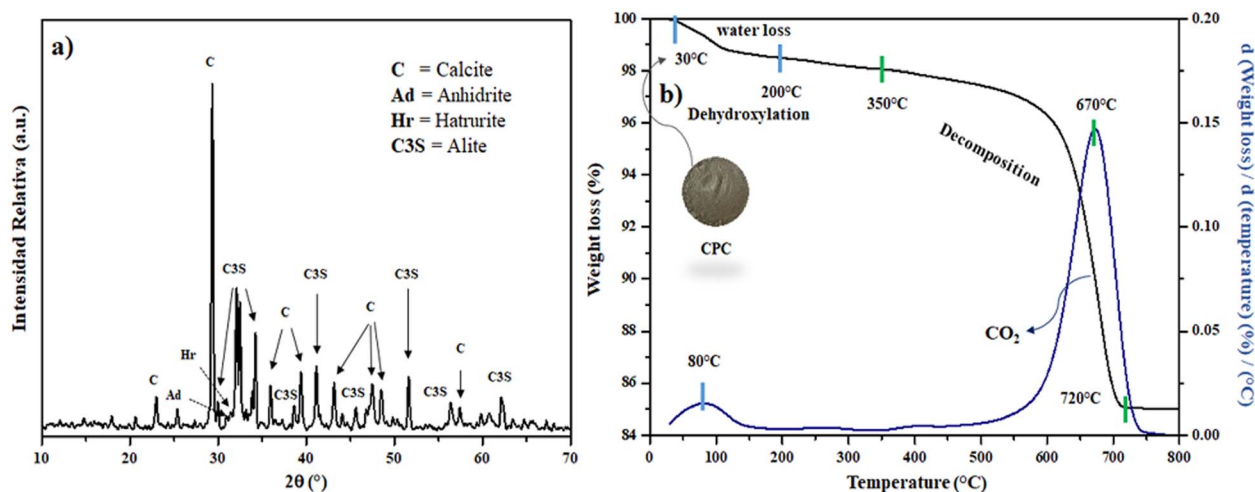 a)
C
C = Calcite
Ad = Anhidrite
Hr = Hatrurite
C3S = Alite
C3S
C3S
C3S
C
C
Hr
Ad
C
C3S
C3S
C3S
C
C3S
Intensidad Relativa (a.u.)
10 20 30 40 50 60 70
2θ (°)
b)
water loss
30°C
200°C
350°C
Dehydroxylation
670°C
Decomposition
CPC
CO2
80°C
720°C
100
98
96
94
92
90
88
86
84
Weight loss (%)
0.20
0.15
0.10
0.05
0.00
d (Weight loss) / d (temperature) (%) / (°C)
0 100 200 300 400 500 600 700 800
Temperature (°C)